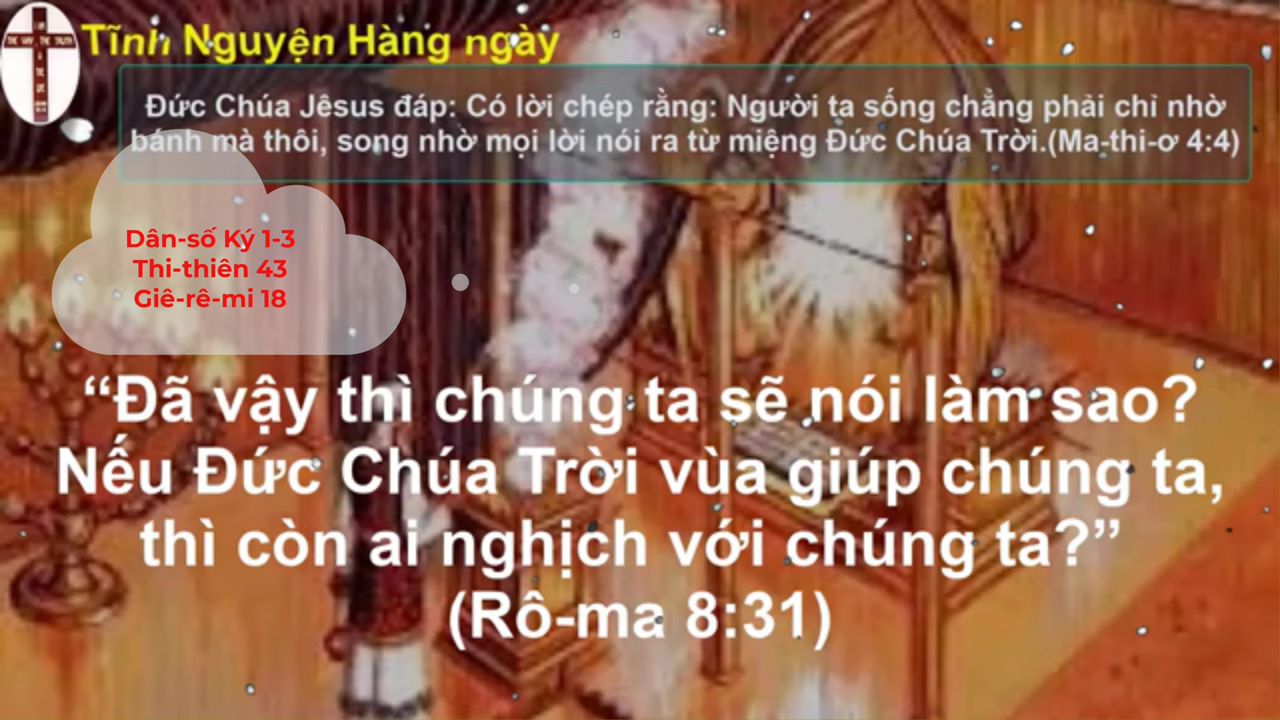 Tĩnh Nguyện Hàng ngày
Đức Chúa Jêsus đáp: Có lời chép rằng: Người ta sống chẳng phải chỉ nhờ
bánh mà thôi, song nhờ mọi lời nói ra từ miệng Đức Chúa Trời.(Ma-thi-ơ 4:4)
Dân-số Ký 1-3
Thi-thiên 43
Giê-rê-mi 18
“Đã vậy thì chúng ta sẽ nói làm sao?
Nếu Đức Chúa Trời vùa giúp chúng ta,
thì còn ai nghịch với chúng ta?”
(Rô-ma 8:31)